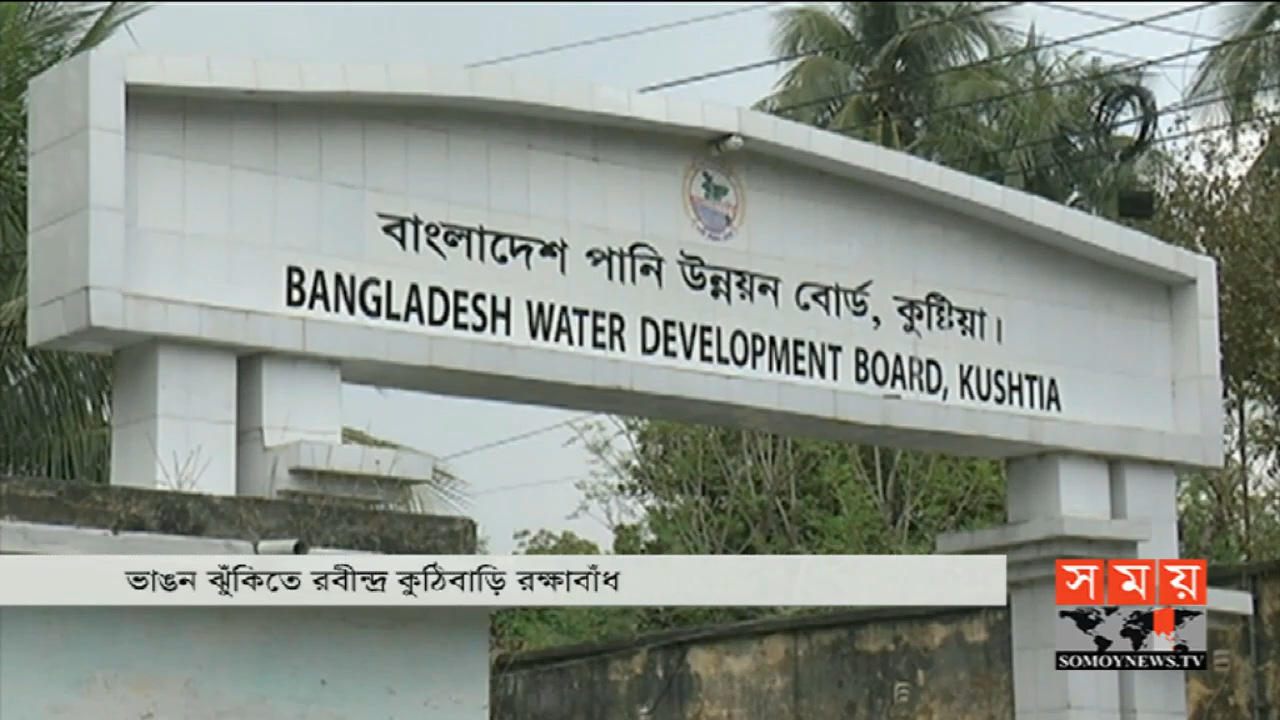 বাংলাদেশ পানি উন্নয়ন বোর্ড, কুষ্টিয়া।
BANGLADESH WATER DEVELOPMENT BOARD, KUSHTIA
ভাঙন ঝুঁকিতে রবীন্দ্র কুঠিবাড়ি রক্ষাবাঁধ
সময়
SOMOYNEWS.TV